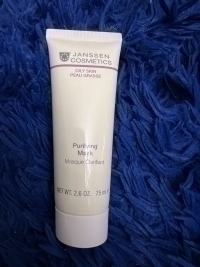 JANSSEN
COSMETICS
OILY SKIN
PEAU GRASSE
Purifying
Mask
Masque Clarifiant
NET WT. 2,6 OZ. 75 ml